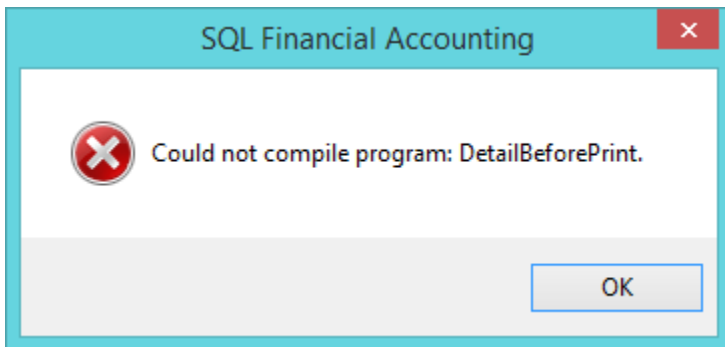 SQL Financial Accounting
Could not compile program: DetailBeforePrint.
OK